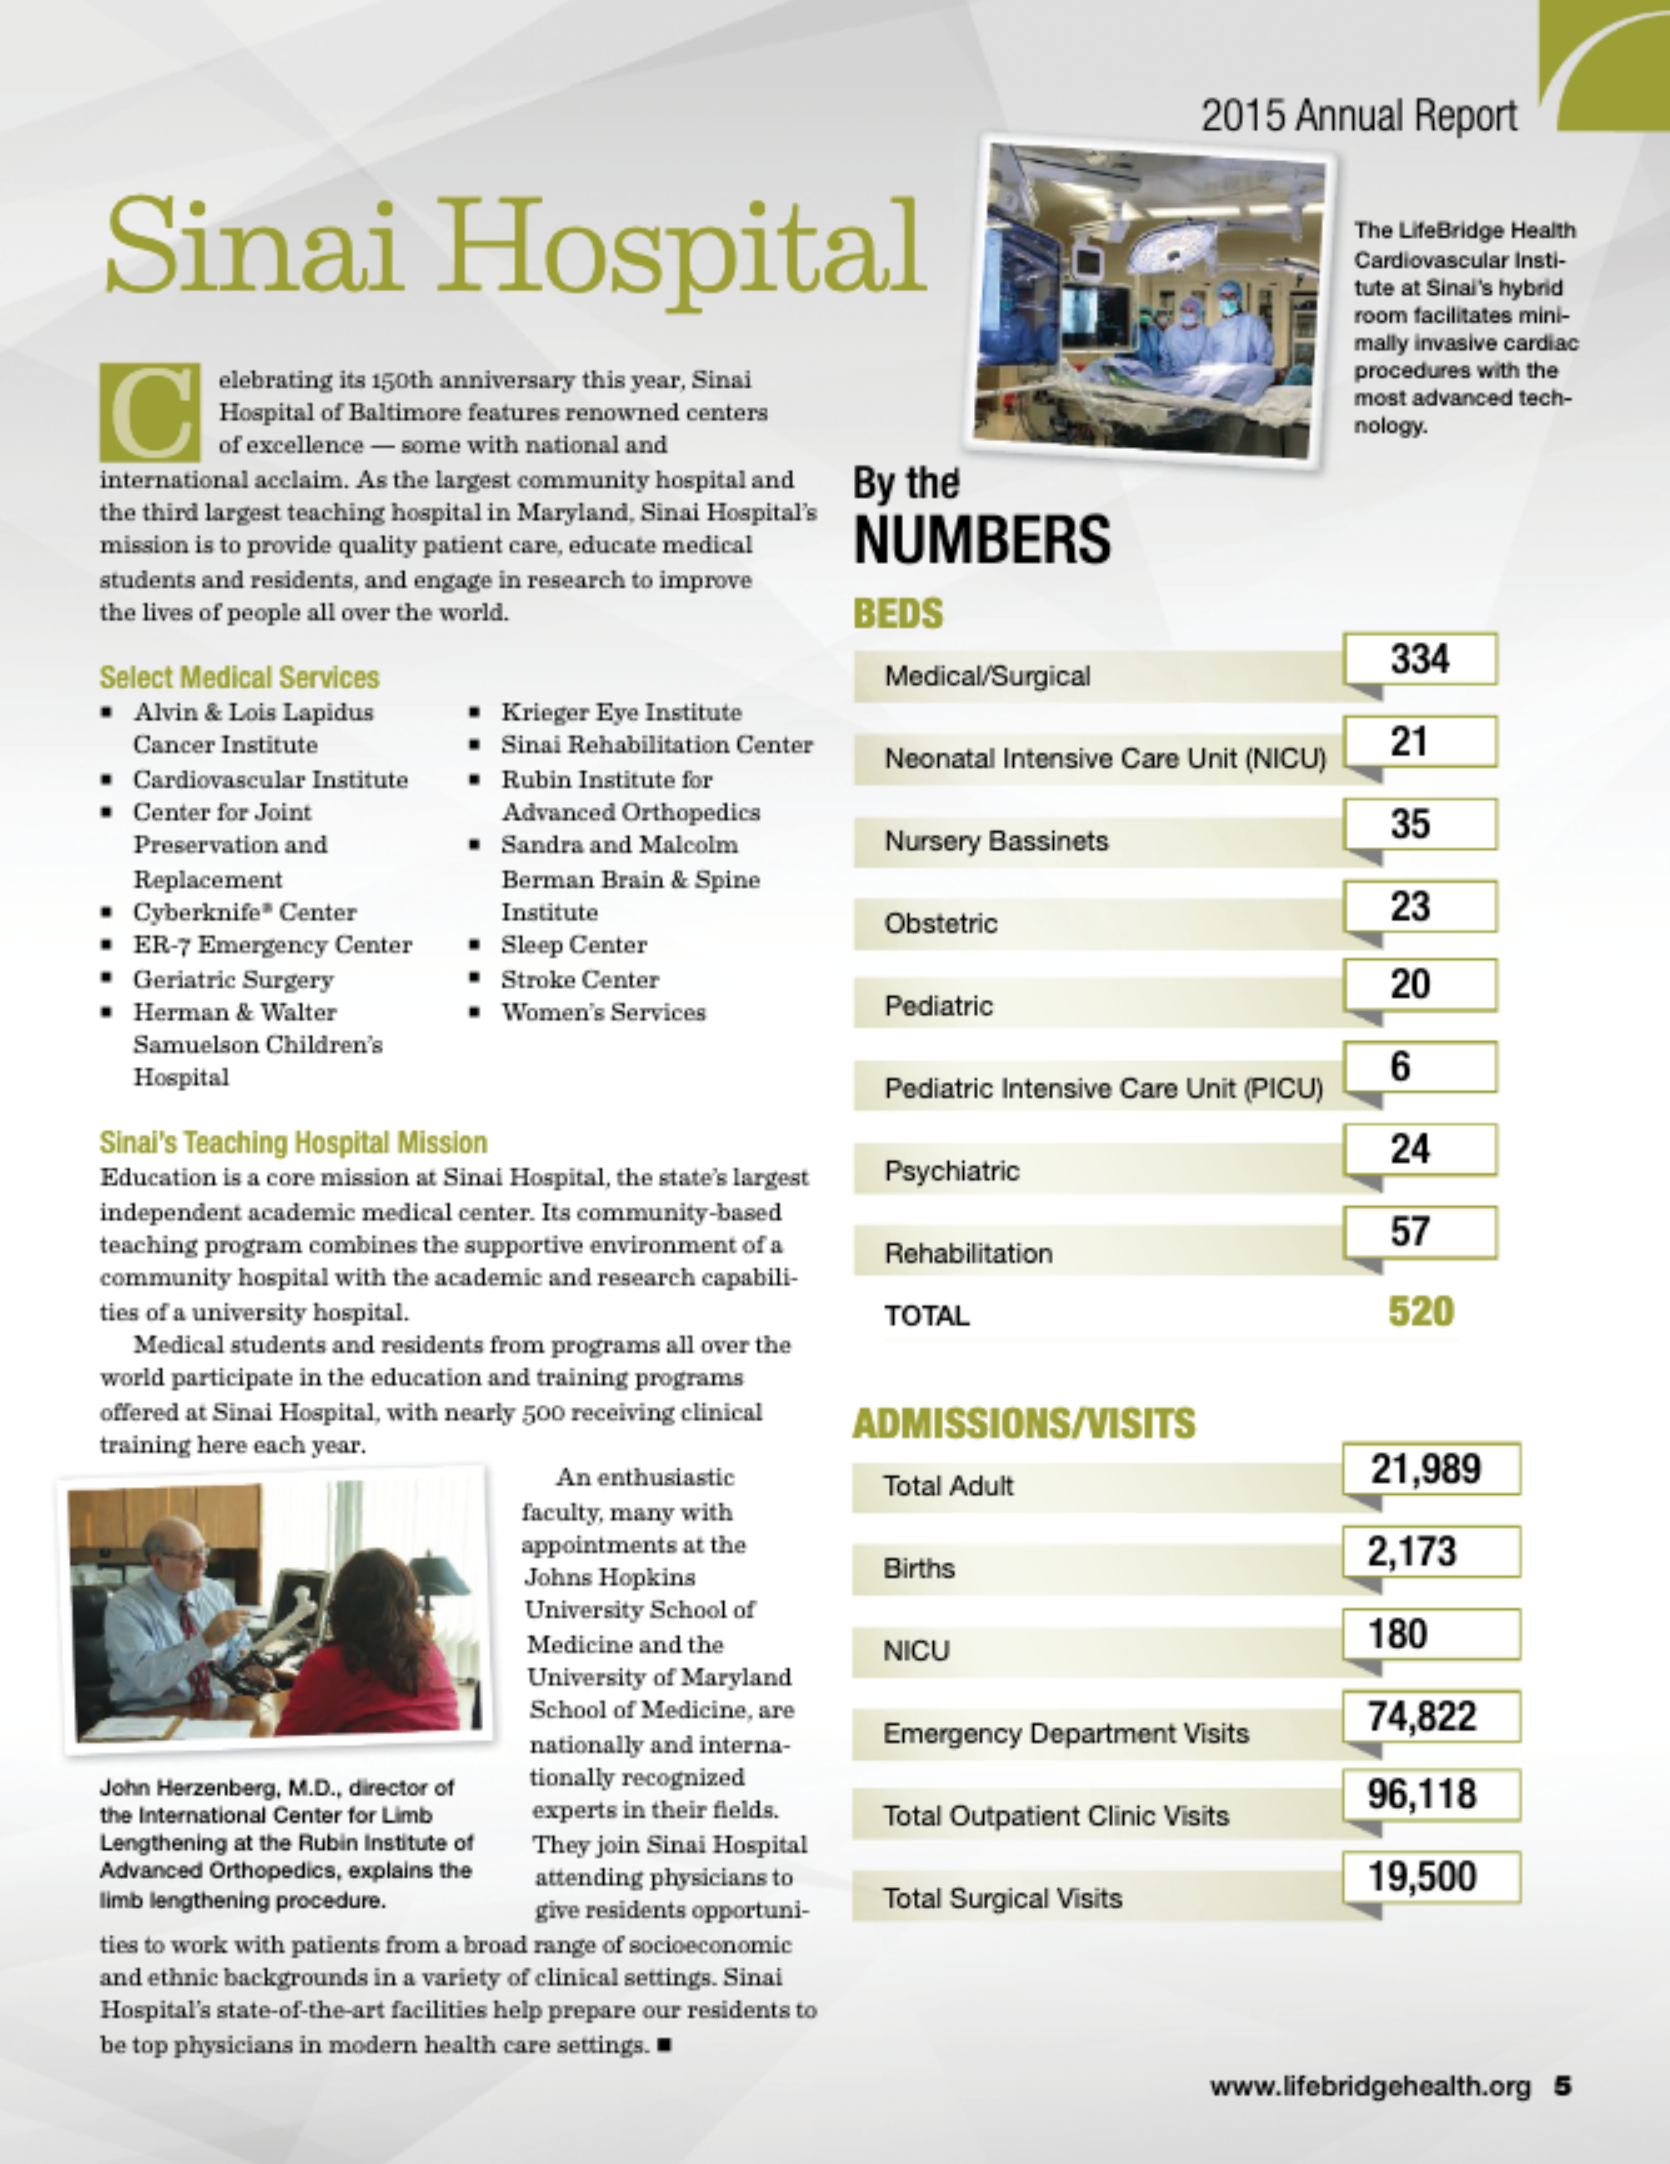 2015 Annual Report
Sinai Hospital
The LifeBridge Health
Cardiovascular Insti-
tute at Sinai's hybrid
room facilitates mini-
mally invasive cardiac
procedures with the
most advanced tech-
nology.
Celebrating its 150th anniversary this year, Sinai
Hospital of Baltimore features renowned centers
of excellence — some with national and
international acclaim. As the largest community hospital and
the third largest teaching hospital in Maryland, Sinai Hospital's
mission is to provide quality patient care, educate medical
students and residents, and engage in research to improve
the lives of people all over the world.
Select Medical Services
▪ Alvin & Lois Lapidus
Cancer Institute
▪ Cardiovascular Institute
▪ Center for Joint
Preservation and
Replacement
▪ Cyberknife® Center
▪ ER-7 Emergency Center
▪ Geriatric Surgery
▪ Herman & Walter
Samuelson Children's
Hospital
▪ Krieger Eye Institute
▪ Sinai Rehabilitation Center
▪ Rubin Institute for
Advanced Orthopedics
▪ Sandra and Malcolm
Berman Brain & Spine
Institute
▪ Sleep Center
▪ Stroke Center
▪ Women's Services
Sinai's Teaching Hospital Mission
Education is a core mission at Sinai Hospital, the state's largest
independent academic medical center. Its community-based
teaching program combines the supportive environment of a
community hospital with the academic and research capabili-
ties of a university hospital.
Medical students and residents from programs all over the
world participate in the education and training programs
offered at Sinai Hospital, with nearly 500 receiving clinical
training here each year.
An enthusiastic
faculty, many with
appointments at the
Johns Hopkins
University School of
Medicine and the
University of Maryland
School of Medicine, are
nationally and interna-
tionally recognized
experts in their fields.
They join Sinai Hospital
attending physicians to
give residents opportuni-
ties to work with patients from a broad range of socioeconomic
and ethnic backgrounds in a variety of clinical settings. Sinai
Hospital's state-of-the-art facilities help prepare our residents to
be top physicians in modern health care settings. ■
John Herzenberg, M.D., director of
the International Center for Limb
Lengthening at the Rubin Institute of
Advanced Orthopedics, explains the
limb lengthening procedure.
By the
NUMBERS
BEDS
Medical/Surgical 334
Neonatal Intensive Care Unit (NICU) 21
Nursery Bassinets 35
Obstetric 23
Pediatric 20
Pediatric Intensive Care Unit (PICU) 6
Psychiatric 24
Rehabilitation 57
TOTAL 520
ADMISSIONS/VISITS
Total Adult 21,989
Births 2,173
NICU 180
Emergency Department Visits 74,822
Total Outpatient Clinic Visits 96,118
Total Surgical Visits 19,500
www.lifebridgehealth.org 5